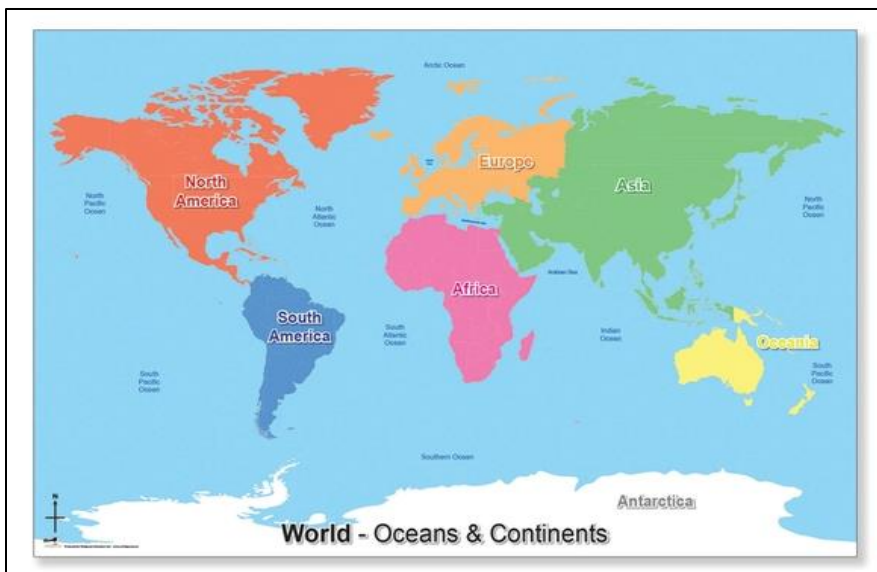 Arctic Ocean
Europe
North
America
Asia
North
Pacific
Ocean
North
Atlantic
Ocean
North
Pacific
Ocean
Arabian Sea
Africa
South
America
South
Atlantic
Ocean
Indian
Ocean
Oceania
South
Pacific
Ocean
South
Pacific
Ocean
Southern Ocean
N
Antarctica
World - Oceans & Continents